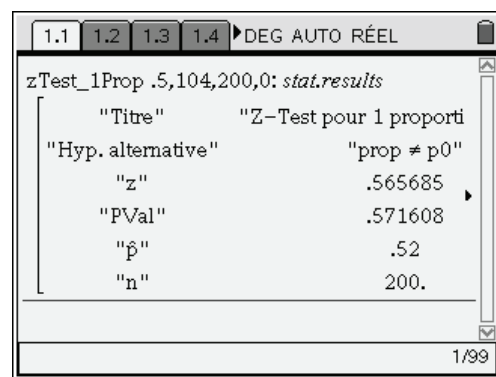 1.1 1.2 1.3 1.4 DEG AUTO RÉEL
zTest_1Prop .5,104,200,0: stat.results
"Titre" "Z-Test pour 1 proporti
"Hyp. alternative" "prop ≠ p0"
"z" .565685
"PVal" .571608
"p̂" .52
"n" 200.
1/99